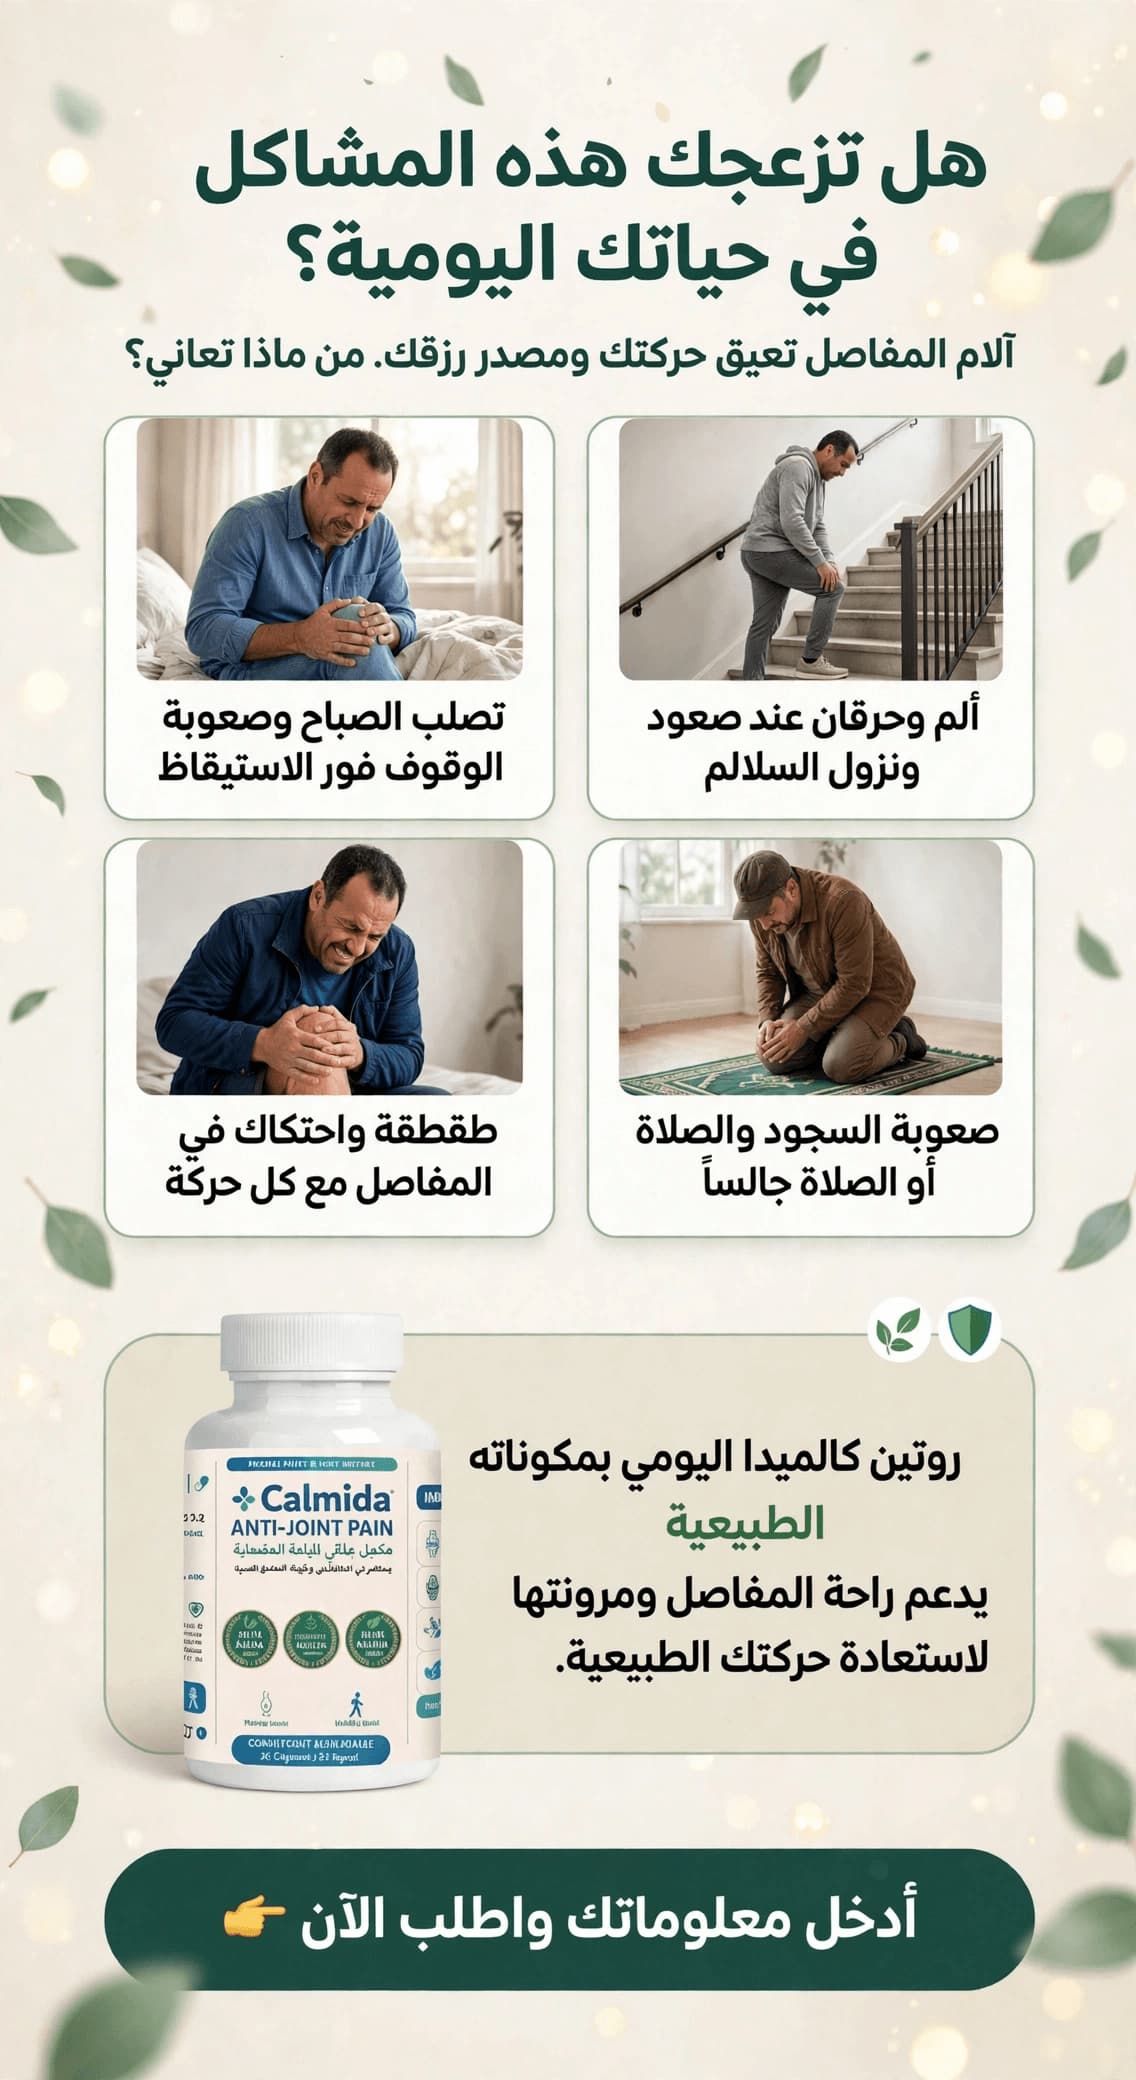 هل تزعجك هذه المشاكل
في حياتك اليومية؟
آلام المفاصل تعيق حركتك ومصدر رزقك. من ماذا تعاني؟
ألم وحرقان عند صعود
ونزول السلالم
تصلب الصباح وصعوبة
الوقوف فور الاستيقاظ
صعوبة السجود والصلاة
أو الصلاة جالساً
طقطقة واحتكاك في
المفاصل مع كل حركة
روتين كالميدا اليومي بمكوناته
الطبيعية
يدعم راحة المفاصل ومرونتها
لاستعادة حركتك الطبيعية.
Calmida
ANTI-JOINT PAIN
أدخل معلوماتك واطلب الآن